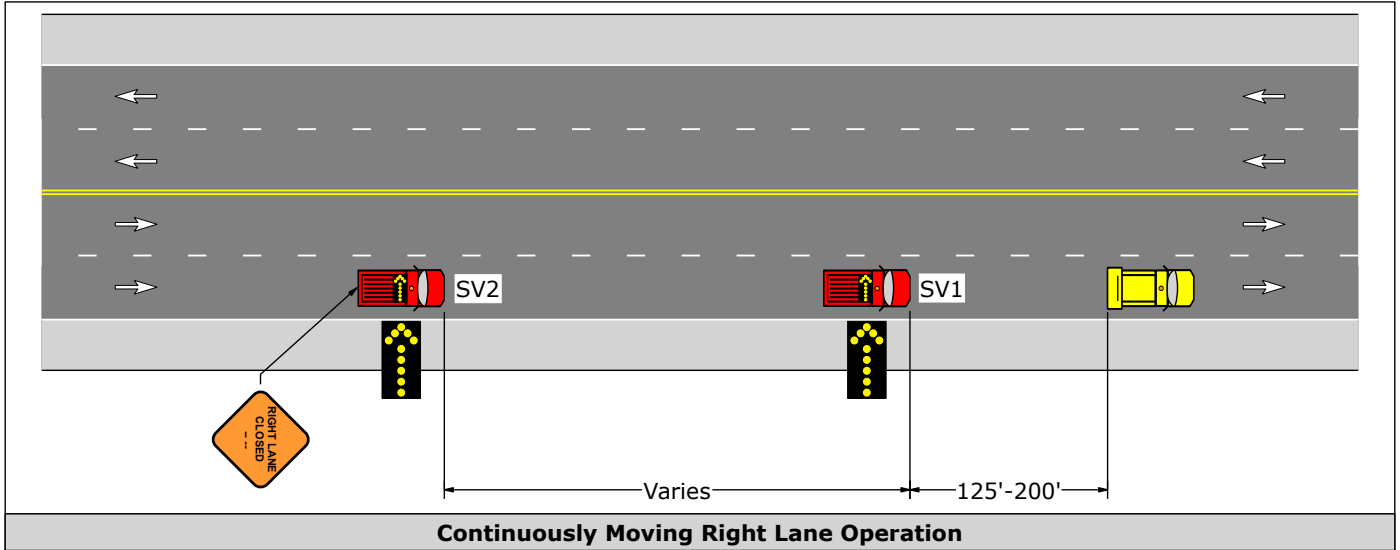 SV2
SV1
RIGHT LANE
CLOSED
- --
Varies
125'-200'
Continuously Moving Right Lane Operation